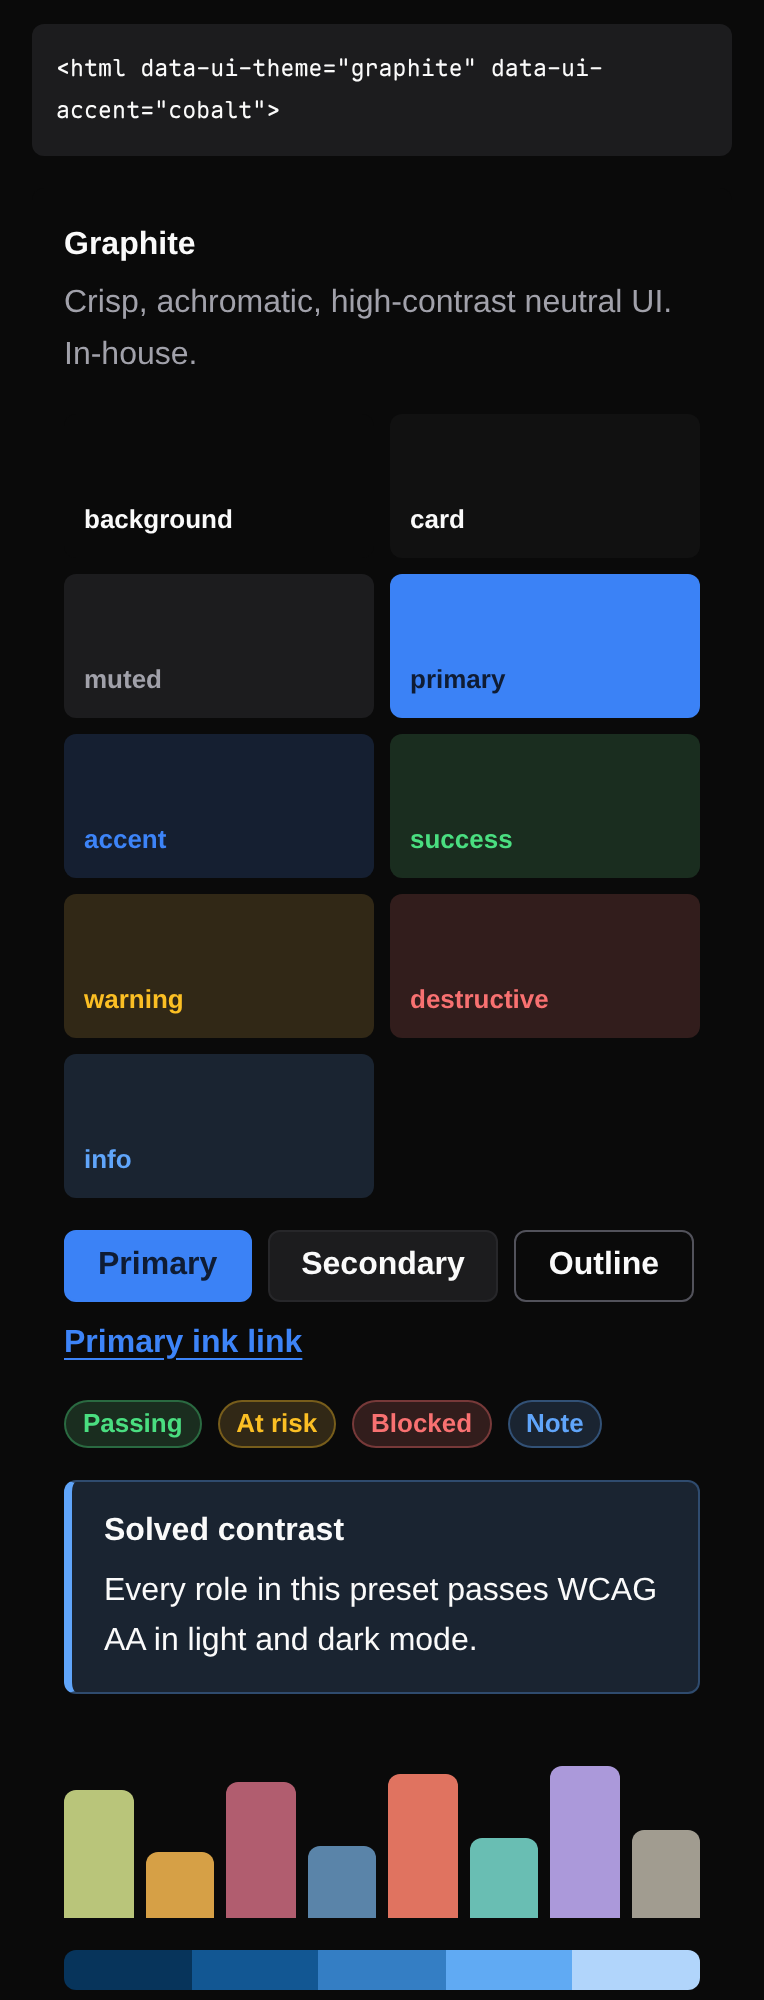 <html data-ui-theme="graphite" data-ui-
accent="cobalt">
Graphite
Crisp, achromatic, high-contrast neutral UI.
In-house.
background
card
muted
primary
accent
success
warning
destructive
info
Primary
Secondary
Outline
Primary ink link
Passing
At risk
Blocked
Note
Solved contrast
Every role in this preset passes WCAG
AA in light and dark mode.